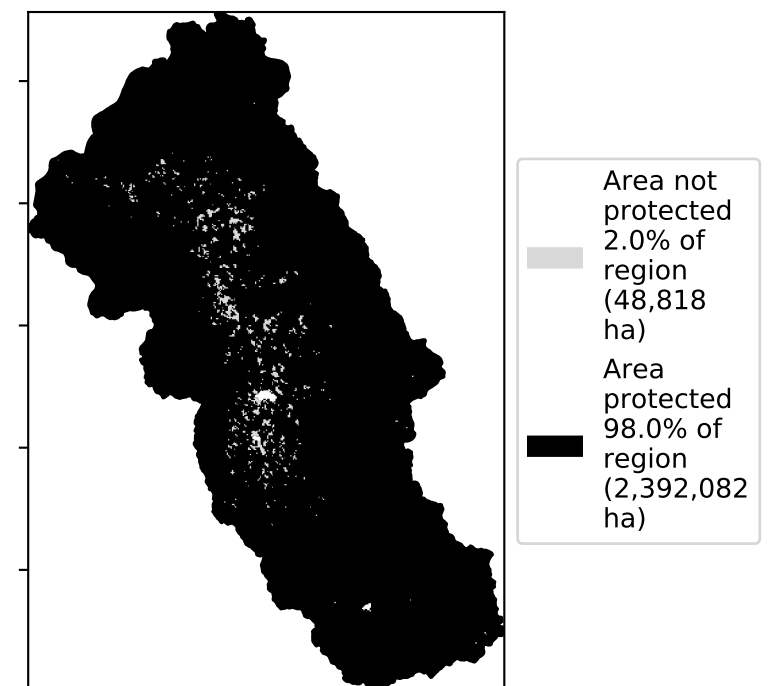 Area not
protected
2.0% of
region
(48,818
ha)
Area
protected
98.0% of
region
(2,392,082
ha)